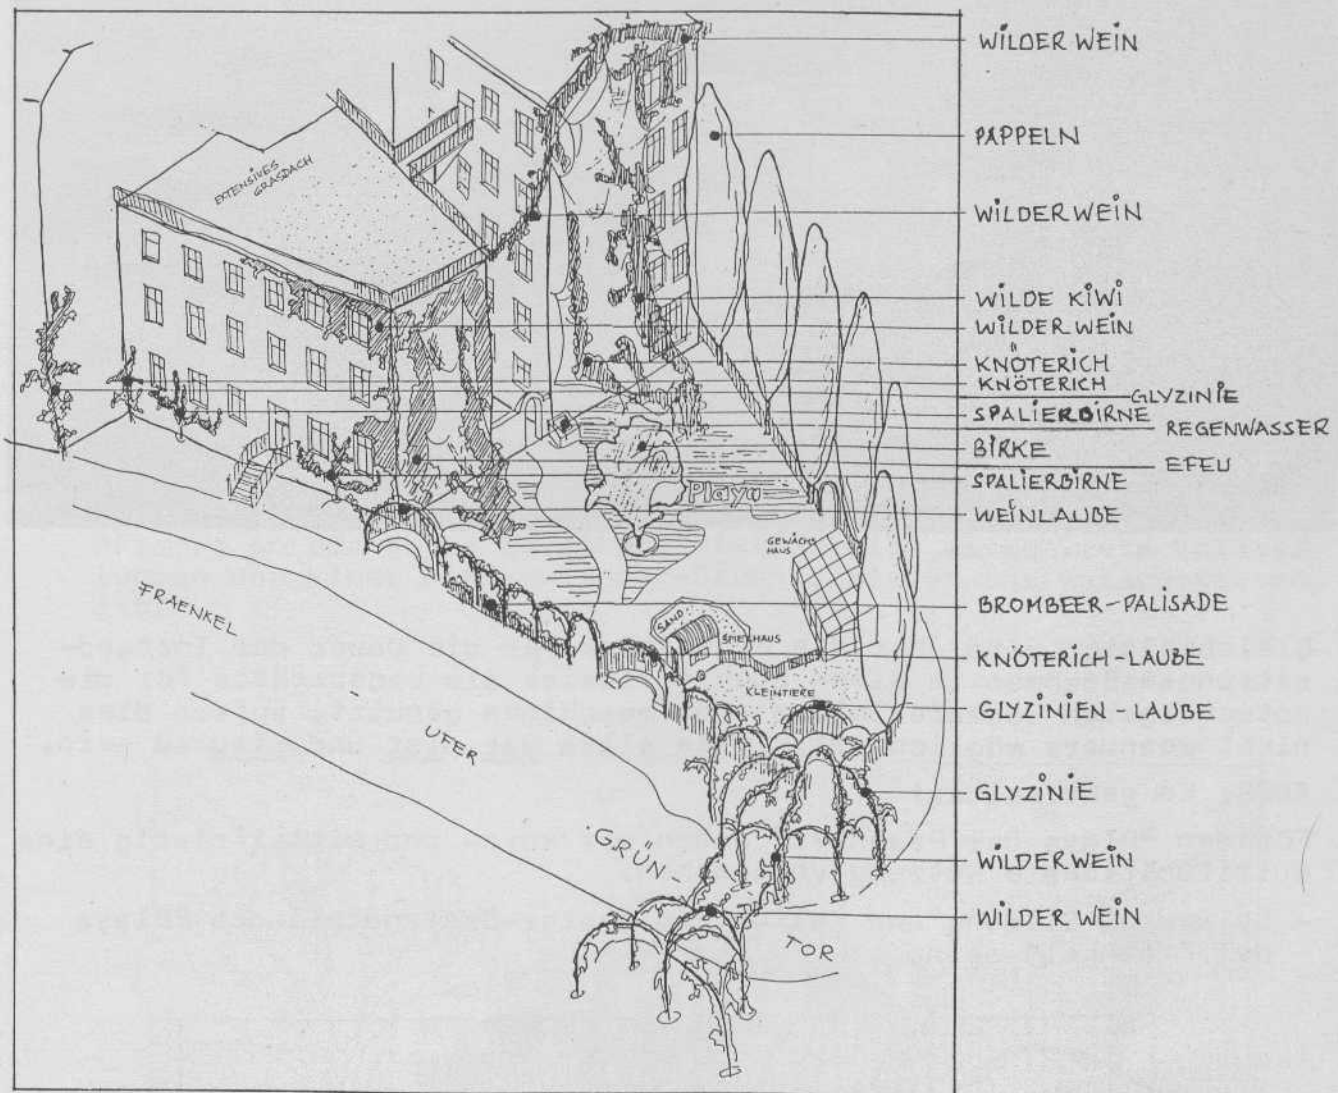 WILDER WEIN
PAPPELN
WILDER WEIN
WILDE KIWI
WILDER WEIN
KNÖTERICH
KNÖTERICH
GLYZINIE
SPALIERBIRNE
REGENWASSER
BIRKE
EFEU
SPALIERBIRNE
WEINLAUBE
BROMBEER-PALISADE
KNÖTERICH-LAUBE
GLYZINIEN-LAUBE
GLYZINIE
WILDER WEIN
WILDER WEIN
EXTENSIVES
GRASDACH
Playa
GEWÄCHS
HAUS
SAND
SPIELHAUS
KLEINTIERE
FRAENKEL
UFER
GRÜN
TOR